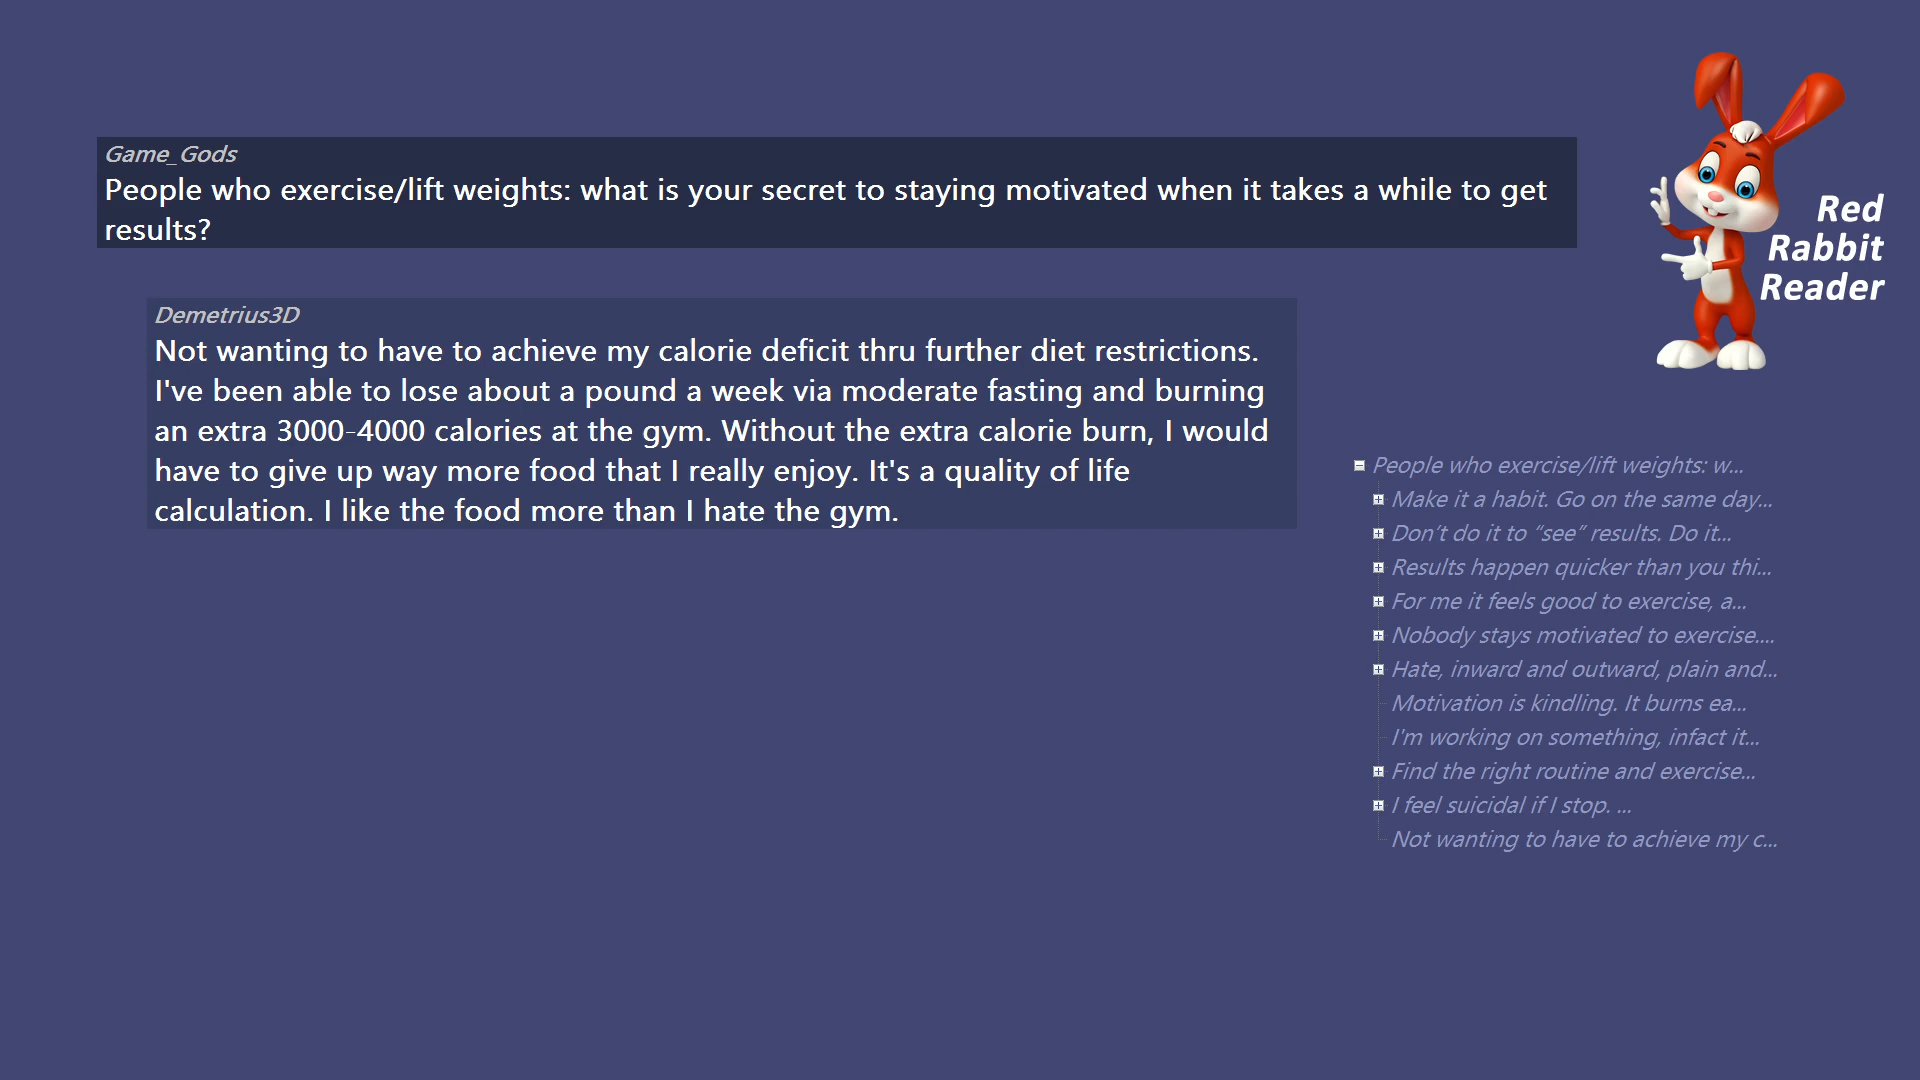 Game_Gods
People who exercise/lift weights: what is your secret to staying motivated when it takes a while to get
results?
Demetrius3D
Not wanting to have to achieve my calorie deficit thru further diet restrictions.
I've been able to lose about a pound a week via moderate fasting and burning
an extra 3000-4000 calories at the gym. Without the extra calorie burn, I would
have to give up way more food that I really enjoy. It's a quality of life
calculation. I like the food more than I hate the gym.
Red
Rabbit
Reader
People who exercise/lift weights: w...
Make it a habit. Go on the same day...
Don’t do it to “see” results. Do it...
Results happen quicker than you thi...
For me it feels good to exercise, a...
Nobody stays motivated to exercise....
Hate, inward and outward, plain and...
Motivation is kindling. It burns ea...
I'm working on something, infact it...
Find the right routine and exercise...
I feel suicidal if I stop. ...
Not wanting to have to achieve my c...